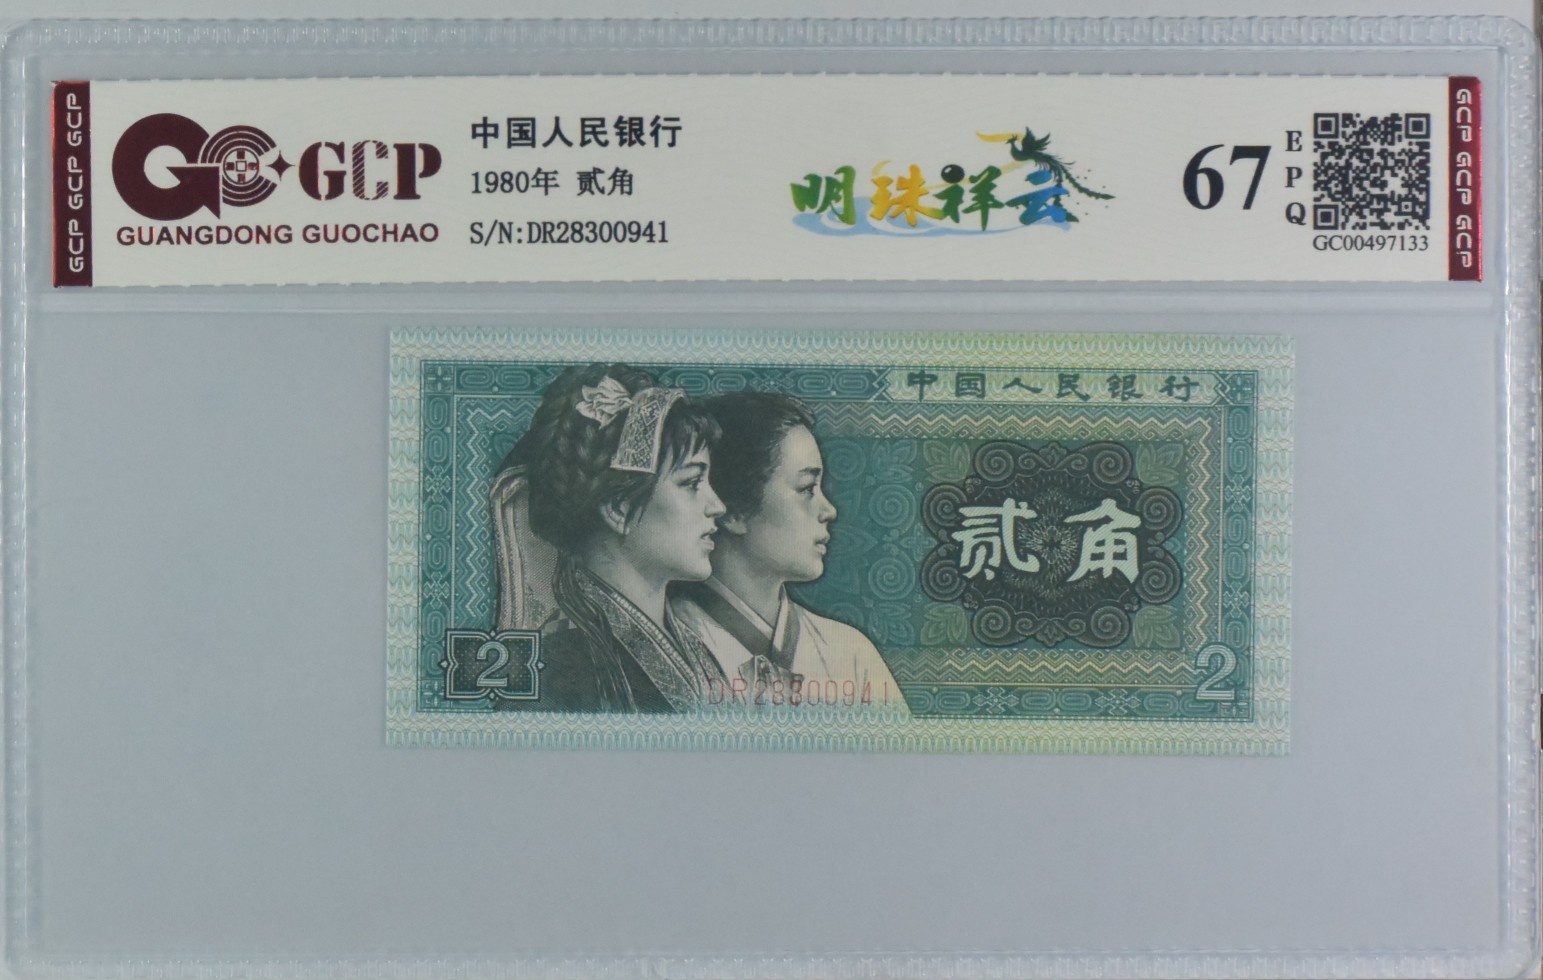 GCP GCP GCP
GCP
GUANGDONG GUOCHAO
中国人民银行
1980年 贰角
S/N:DR28300941
明珠祥云
67
EPQ
GC00497133
GCP GCP GCP
中国人民银行
贰角
2
2
DR28300941